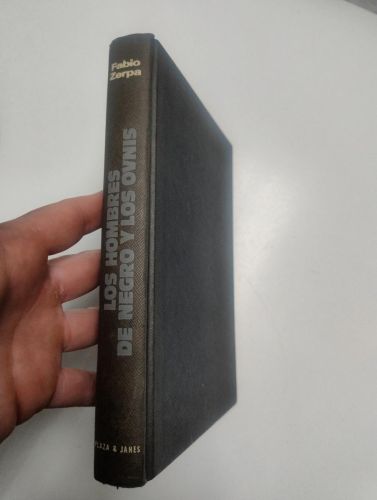 Fabio
Zerpa
LOS HOMBRES
DE NEGRO Y LOS OVNIS
PLAZA & JANES